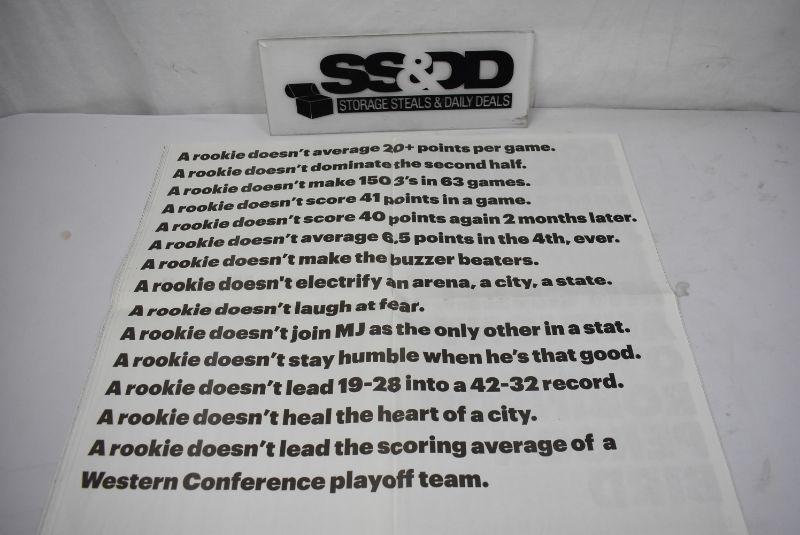 SS&DD
STORAGE STEALS & DAILY DEALS
A rookie doesn't average 20+ points per game.
A rookie doesn't dominate the second half.
A rookie doesn't make 150 3's in 63 games.
A rookie doesn't score 41 points in a game.
A rookie doesn't score 40 points again 2 months later.
A rookie doesn't average 6.5 points in the 4th, ever.
A rookie doesn't make the buzzer beaters.
A rookie doesn't electrify an arena, a city, a state.
A rookie doesn't laugh at fear.
A rookie doesn't join MJ as the only other in a stat.
A rookie doesn't stay humble when he's that good.
A rookie doesn't lead 19-28 into a 42-32 record.
A rookie doesn't heal the heart of a city.
A rookie doesn't lead the scoring average of a
Western Conference playoff team.